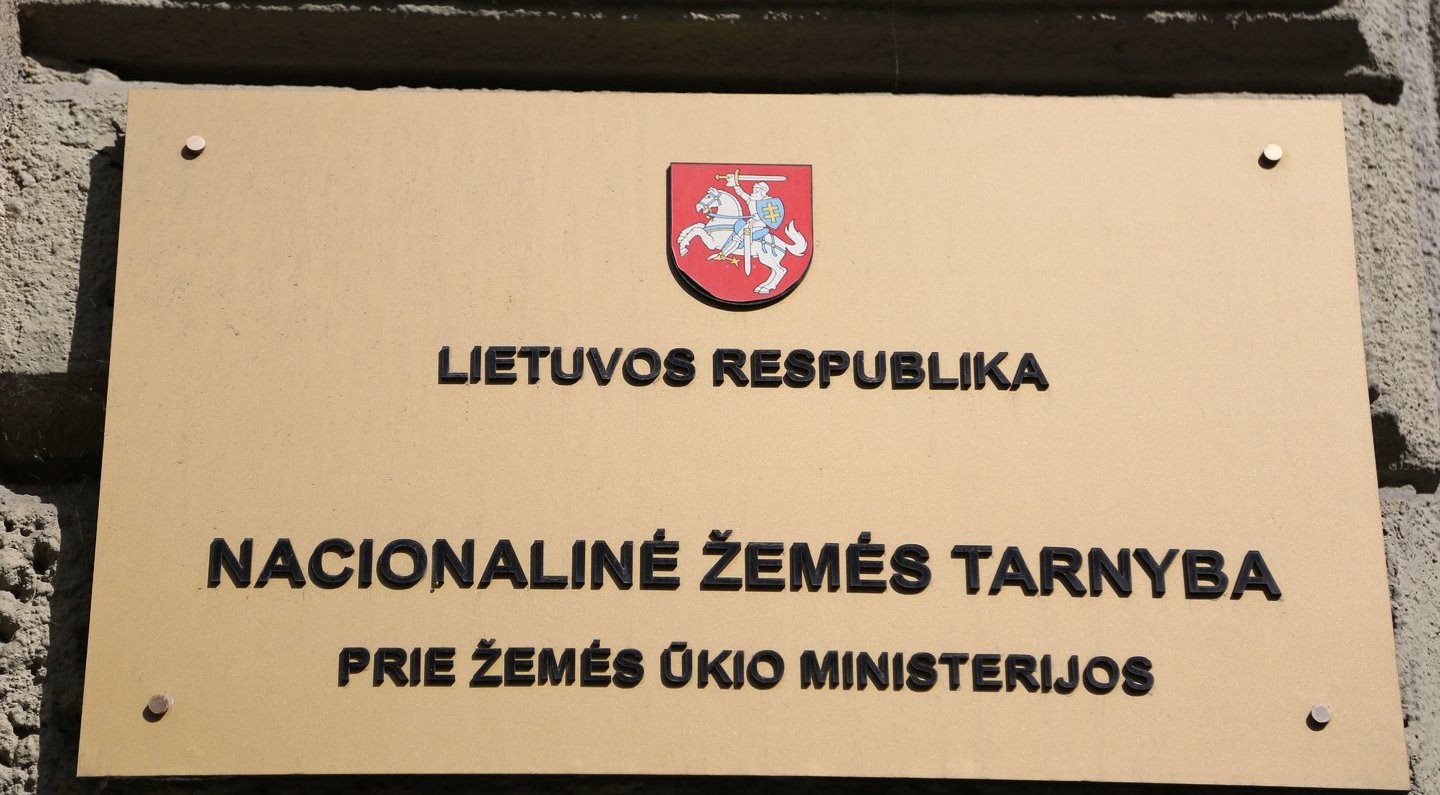 LIETUVOS RESPUBLIKA
NACIONALINĖ ŽEMĖS TARNYBA
PRIE ŽEMĖS ŪKIO MINISTERIJOS